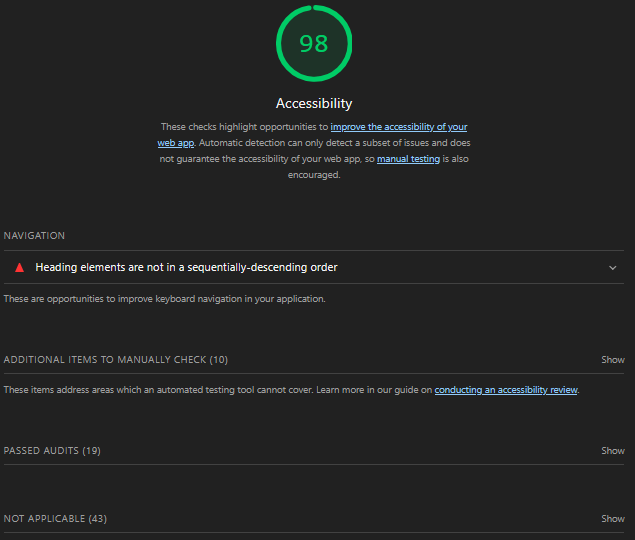 98
Accessibility
These checks highlight opportunities to improve the accessibility of your
web app. Automatic detection can only detect a subset of issues and does
not guarantee the accessibility of your web app, so manual testing is also
encouraged.
NAVIGATION
Heading elements are not in a sequentially-descending order
These are opportunities to improve keyboard navigation in your application.
ADDITIONAL ITEMS TO MANUALLY CHECK (10) Show
These items address areas which an automated testing tool cannot cover. Learn more in our guide on conducting an accessibility review.
PASSED AUDITS (19) Show
NOT APPLICABLE (43) Show